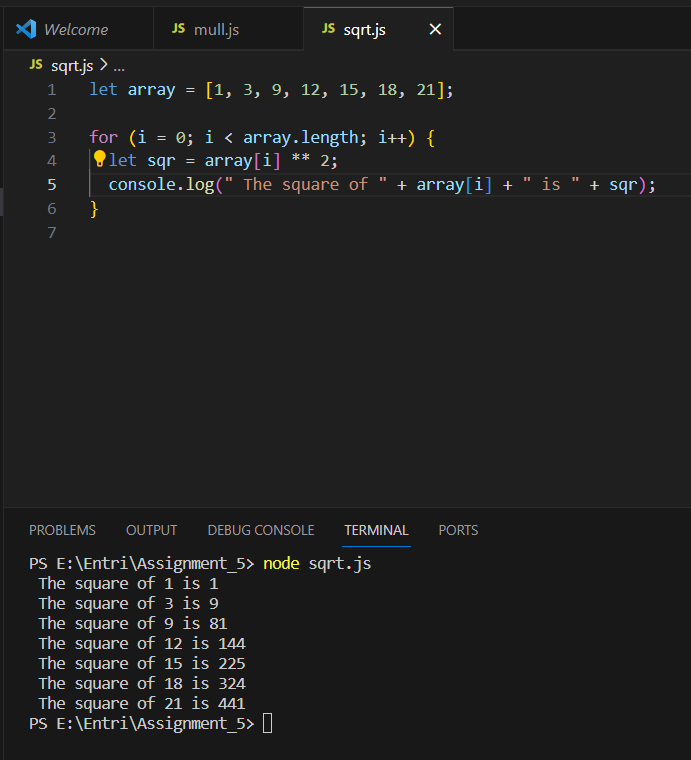 Welcome JS mull.js JS sqrt.js
JS sqrt.js > ...
1 let array = [1, 3, 9, 12, 15, 18, 21];
2
3 for (i = 0; i < array.length; i++) {
4 let sqr = array[i] ** 2;
5 console.log(" The square of " + array[i] + " is " + sqr);
6 }
7
PROBLEMS OUTPUT DEBUG CONSOLE TERMINAL PORTS
PS E:\Entri\Assignment_5> node sqrt.js
The square of 1 is 1
The square of 3 is 9
The square of 9 is 81
The square of 12 is 144
The square of 15 is 225
The square of 18 is 324
The square of 21 is 441
PS E:\Entri\Assignment_5>